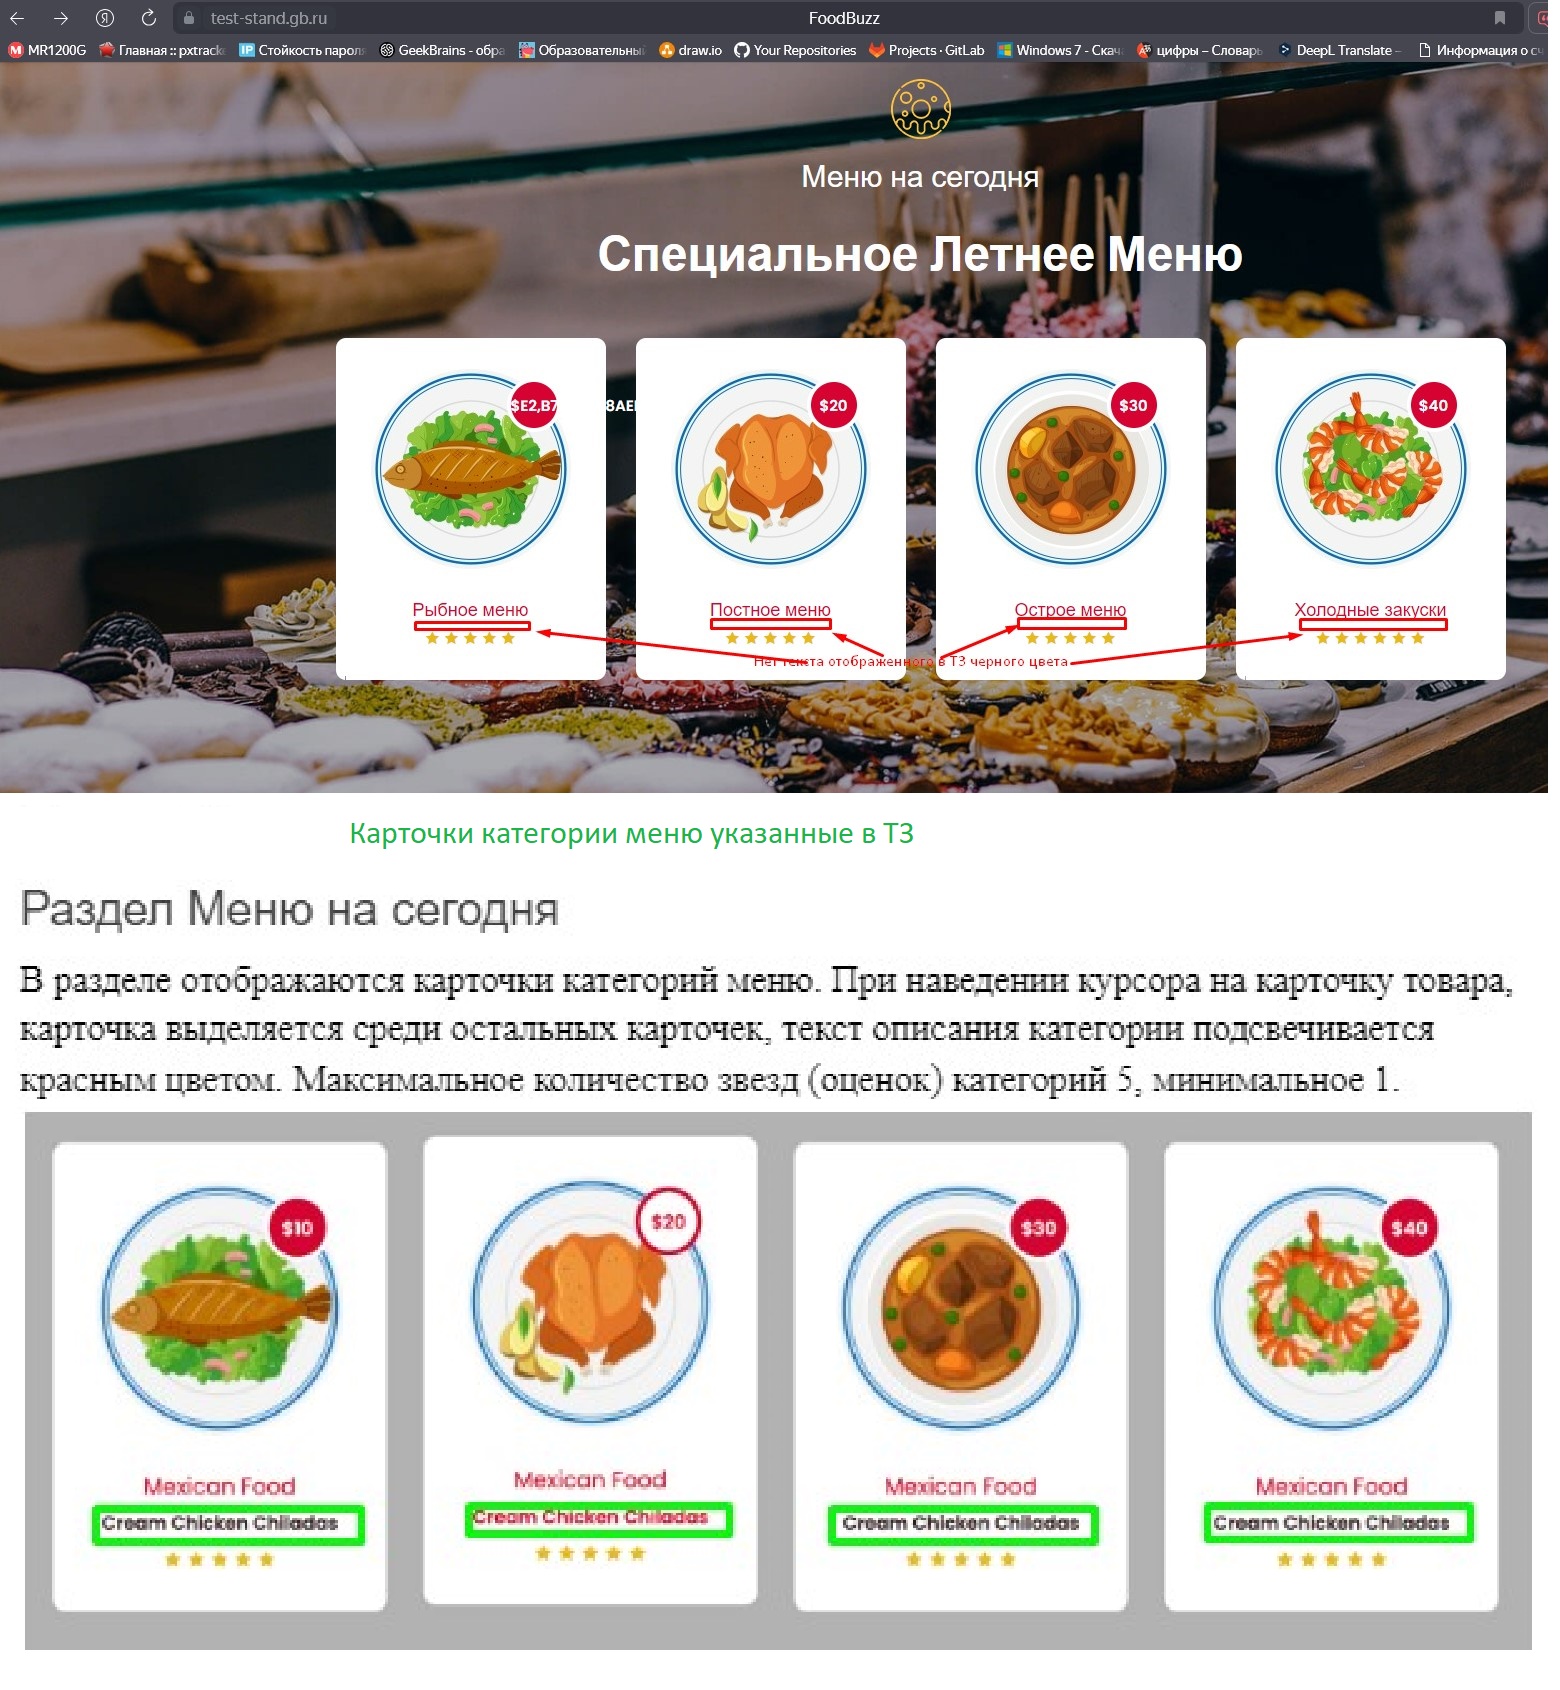 test-stand.gb.ru
FoodBuzz
MR1200G
Главная :: pxtrack
Стойкость пароля
GeekBrains - обра
Образовательны
draw.io
Your Repositories
Projects · GitLab
Windows 7 - Скач
цифры – Словарь
DeepL Translate –
Информация о сч
Меню на сегодня
Специальное Летнее Меню
$E2,B7 8AEI $20 $30 $40
Рыбное меню Постное меню Острое меню Холодные закуски
Нет текста отображенного в ТЗ черного цвета
Карточки категории меню указанные в ТЗ
Раздел Меню на сегодня
В разделе отображаются карточки категорий меню. При наведении курсора на карточку товара,
карточка выделяется среди остальных карточек, текст описания категории подсвечивается
красным цветом. Максимальное количество звезд (оценок) категорий 5, минимальное 1.
$10 $20 $30 $40
Mexican Food Mexican Food Mexican Food Mexican Food
Cream Chicken Chiladas Cream Chicken Chiladas Cream Chicken Chiladas Cream Chicken Chiladas